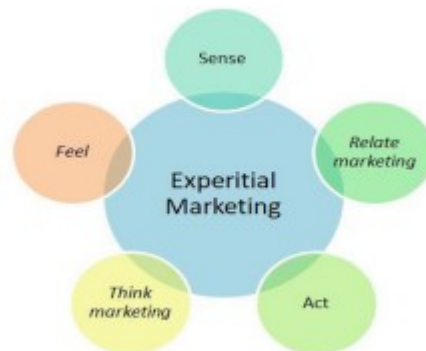 Sense
Feel
Relate
marketing
Experitial
Marketing
Think
marketing
Act